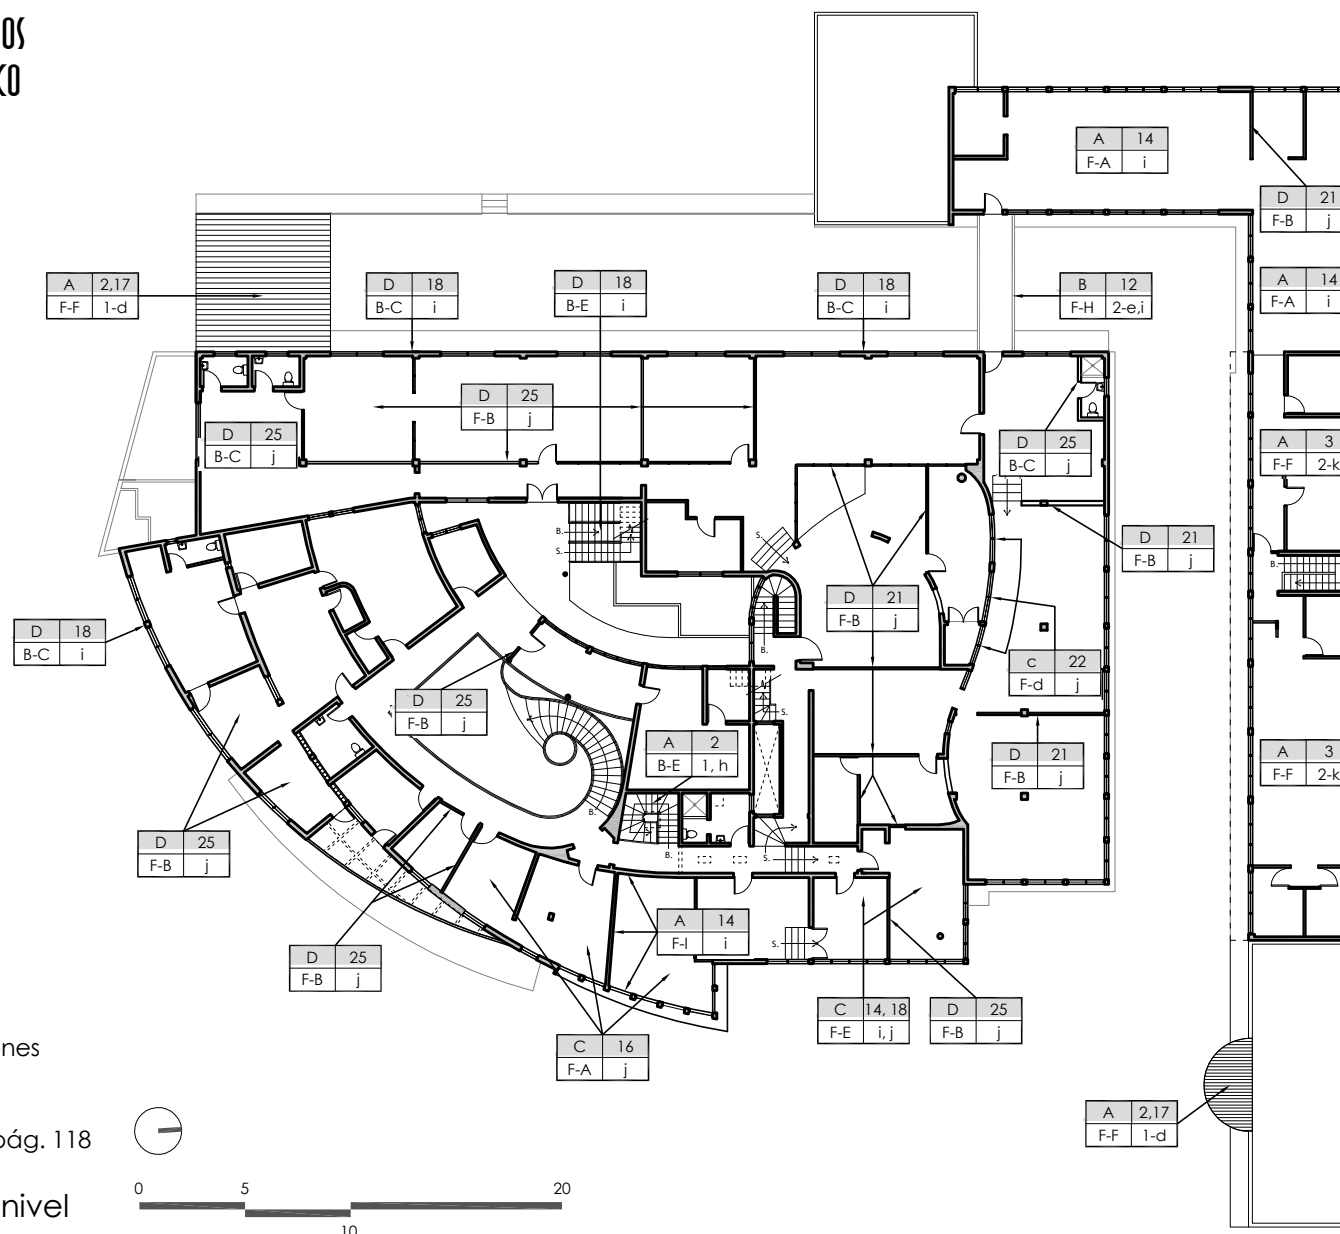 OS
KO
A 14
F-A i
D 21
F-B j
A 2,17
F-F 1-d
D 18
B-C i
D 18
B-E i
D 18
B-C i
B 12
F-H 2-e,i
A 14
F-A i
D 25
F-B j
D 25
B-C j
D 25
B-C j
A 3
F-F 2-k
D 21
F-B j
B.
S.
S.
B.
D 21
F-B j
D 18
B-C i
B.
C 22
F-d j
D 25
F-B j
S.
A 2
B-E 1, h
D 21
F-B j
A 3
F-F 2-k
B.
D 25
F-B j
B.
S.
A 14
F-I i
S.
D 25
F-B j
C 14, 18
F-E i, j
D 25
F-B j
C 16
F-A j
nes
A 2,17
F-F 1-d
pág. 118
nivel
0 5 20
10